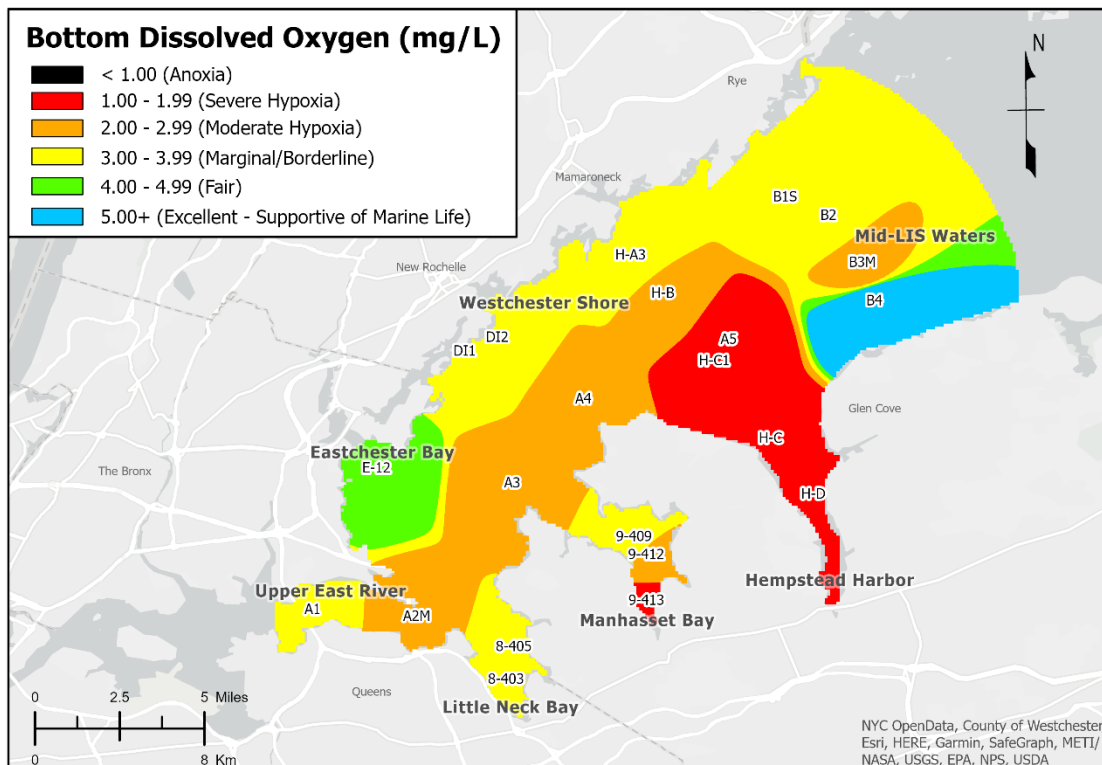 Bottom Dissolved Oxygen (mg/L)
< 1.00 (Anoxia)
1.00 - 1.99 (Severe Hypoxia)
2.00 - 2.99 (Moderate Hypoxia)
3.00 - 3.99 (Marginal/Borderline)
4.00 - 4.99 (Fair)
5.00+ (Excellent - Supportive of Marine Life)
N
Rye
Mamaroneck
B1S
B2
Mid-LIS Waters
H-A3
B3M
New Rochelle
H-B
B4
Westchester Shore
DI2
DI1
A5
H-C1
A4
Glen Cove
H-C
Eastchester Bay
E-12
The Bronx
A3
H-D
9-409
9-412
Hempstead Harbor
Upper East River
A1
9-413
A2M
Manhasset Bay
8-405
8-403
Queens
Little Neck Bay
0 2.5 5 Miles
0 8 Km
NYC OpenData, County of Westchester,
Esri, HERE, Garmin, SafeGraph, METI/
NASA, USGS, EPA, NPS, USDA